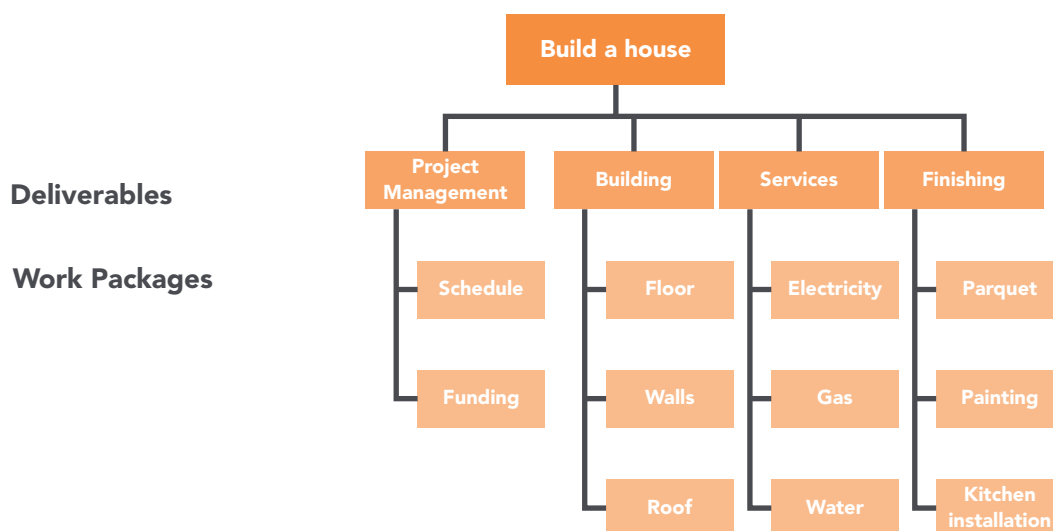 Build a house
Project
Management
Building
Services
Finishing
Deliverables
Work Packages
Schedule
Floor
Electricity
Parquet
Funding
Walls
Gas
Painting
Roof
Water
Kitchen
installation